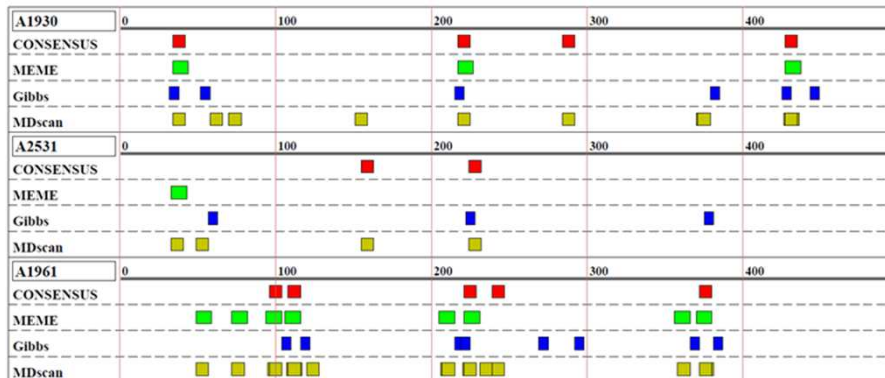 A1930 0 100 200 300 400
CONSENSUS
MEME
Gibbs
MDscan
A2531 0 100 200 300 400
CONSENSUS
MEME
Gibbs
MDscan
A1961 0 100 200 300 400
CONSENSUS
MEME
Gibbs
MDscan